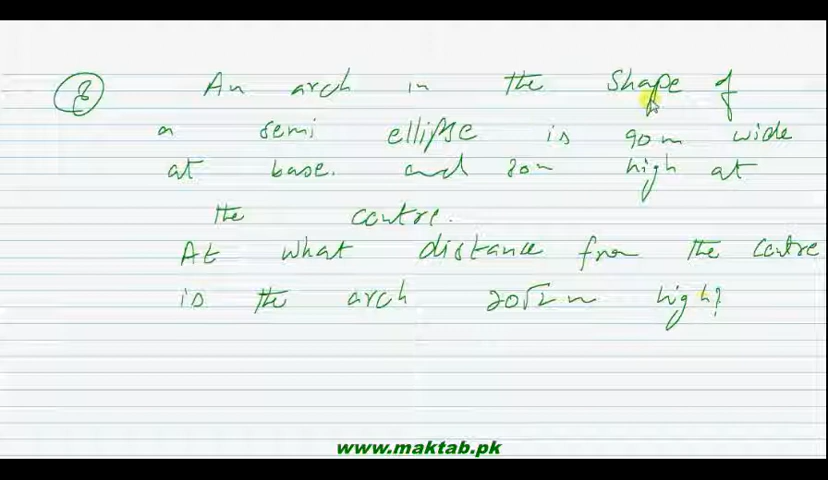 8 An arch in the Shape of
a semi ellipse is 90m wide
at base. and 30m high at
the centre.
At what distance from the centre
is the arch 20√2 m high?
www.maktab.pk